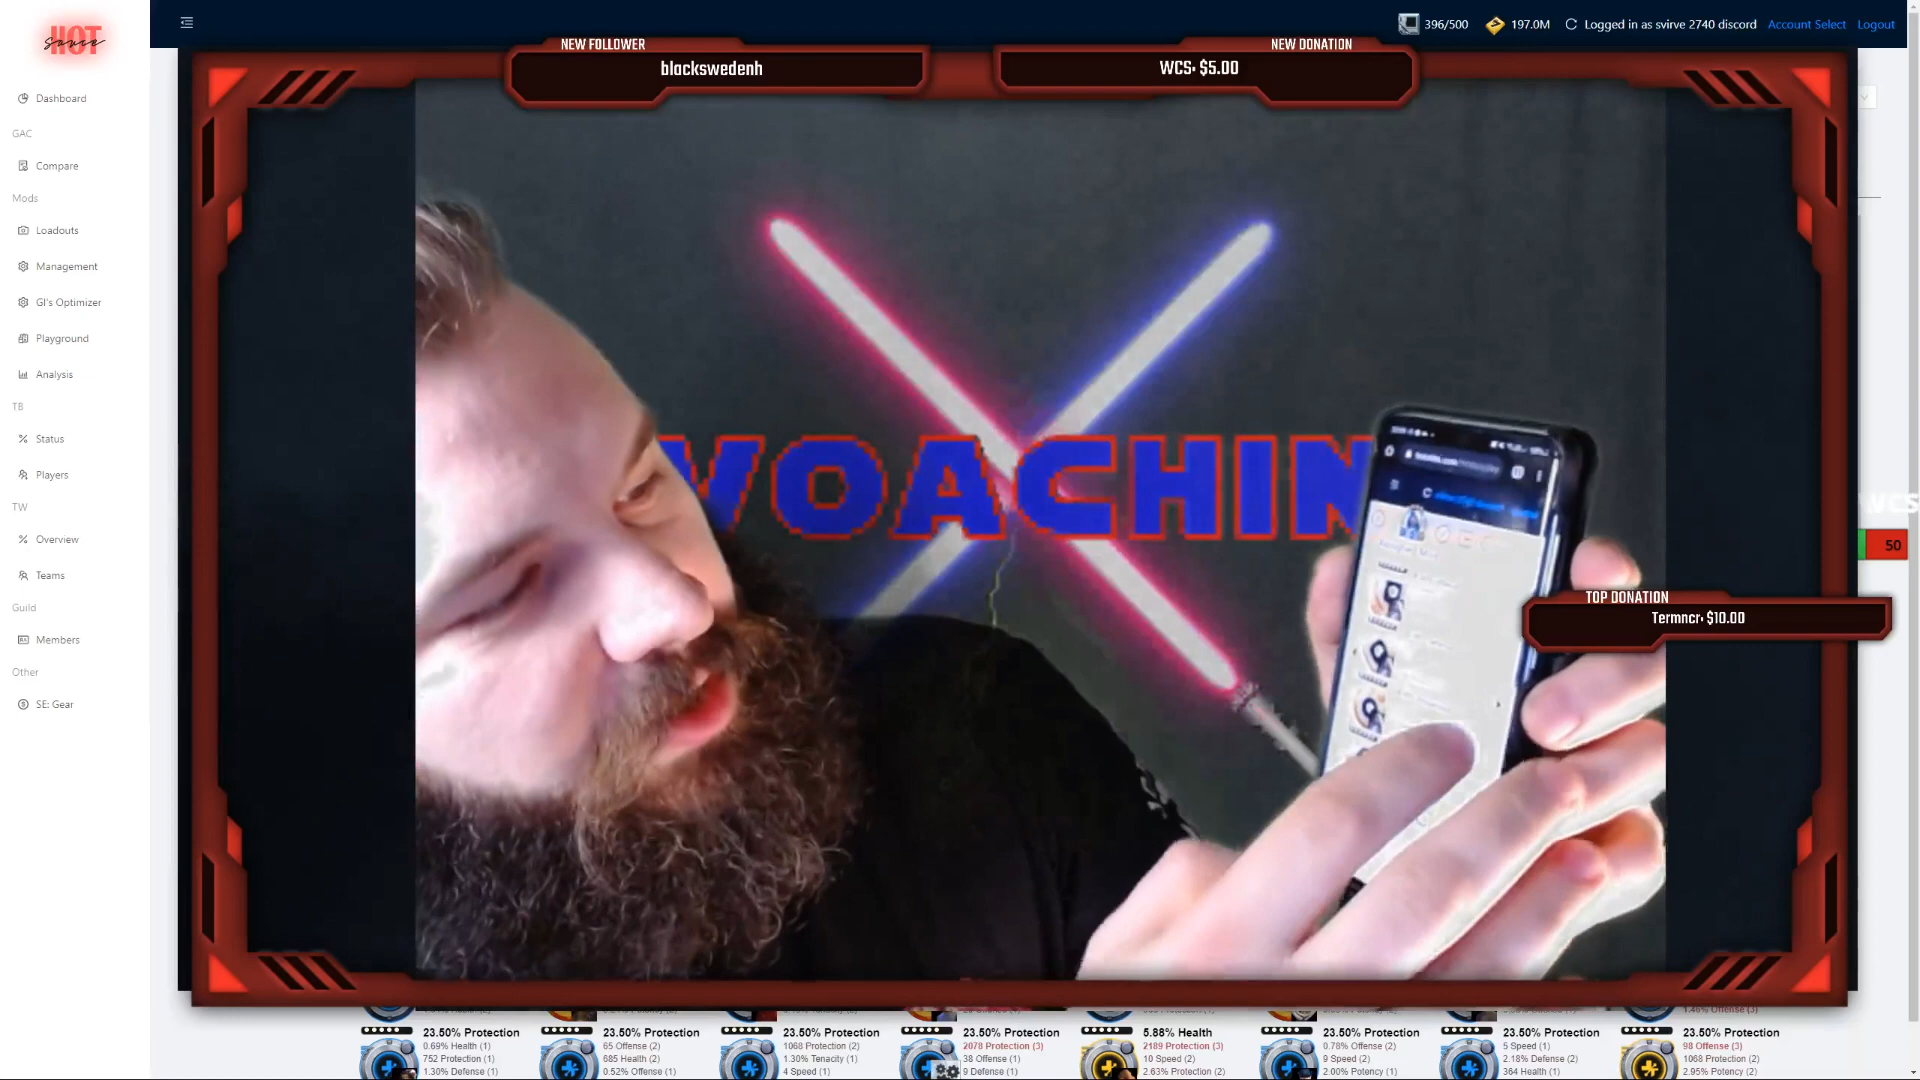 HOT
sauce
396/500
197.0M
Logged in as svirve 2740 discord
Account Select
Logout
NEW FOLLOWER
blackswedenh
NEW DONATION
WCS: $5.00
Dashboard
GAC
Compare
Mods
Loadouts
Management
GI's Optimizer
Playground
Analysis
TB
Status
Players
TW
Overview
Teams
Guild
Members
Other
SE: Gear
VOACHIN
WCS
50
TOP DONATION
Termncr: $10.00
23.50% Protection
0.69% Health (1)
752 Protection (1)
1.30% Defense (1)
23.50% Protection
65 Offense (2)
685 Health (2)
0.52% Offense (1)
23.50% Protection
1068 Protection (2)
1.30% Tenacity (1)
4 Speed (1)
23.50% Protection
2078 Protection (3)
38 Offense (1)
9 Defense (1)
5.88% Health
2189 Protection (3)
10 Speed (2)
2.63% Protection (2)
23.50% Protection
0.78% Offense (2)
9 Speed (2)
2.00% Potency (1)
23.50% Protection
5 Speed (1)
2.18% Defense (2)
364 Health (1)
23.50% Protection
98 Offense (3)
1068 Protection (2)
2.95% Potency (2)